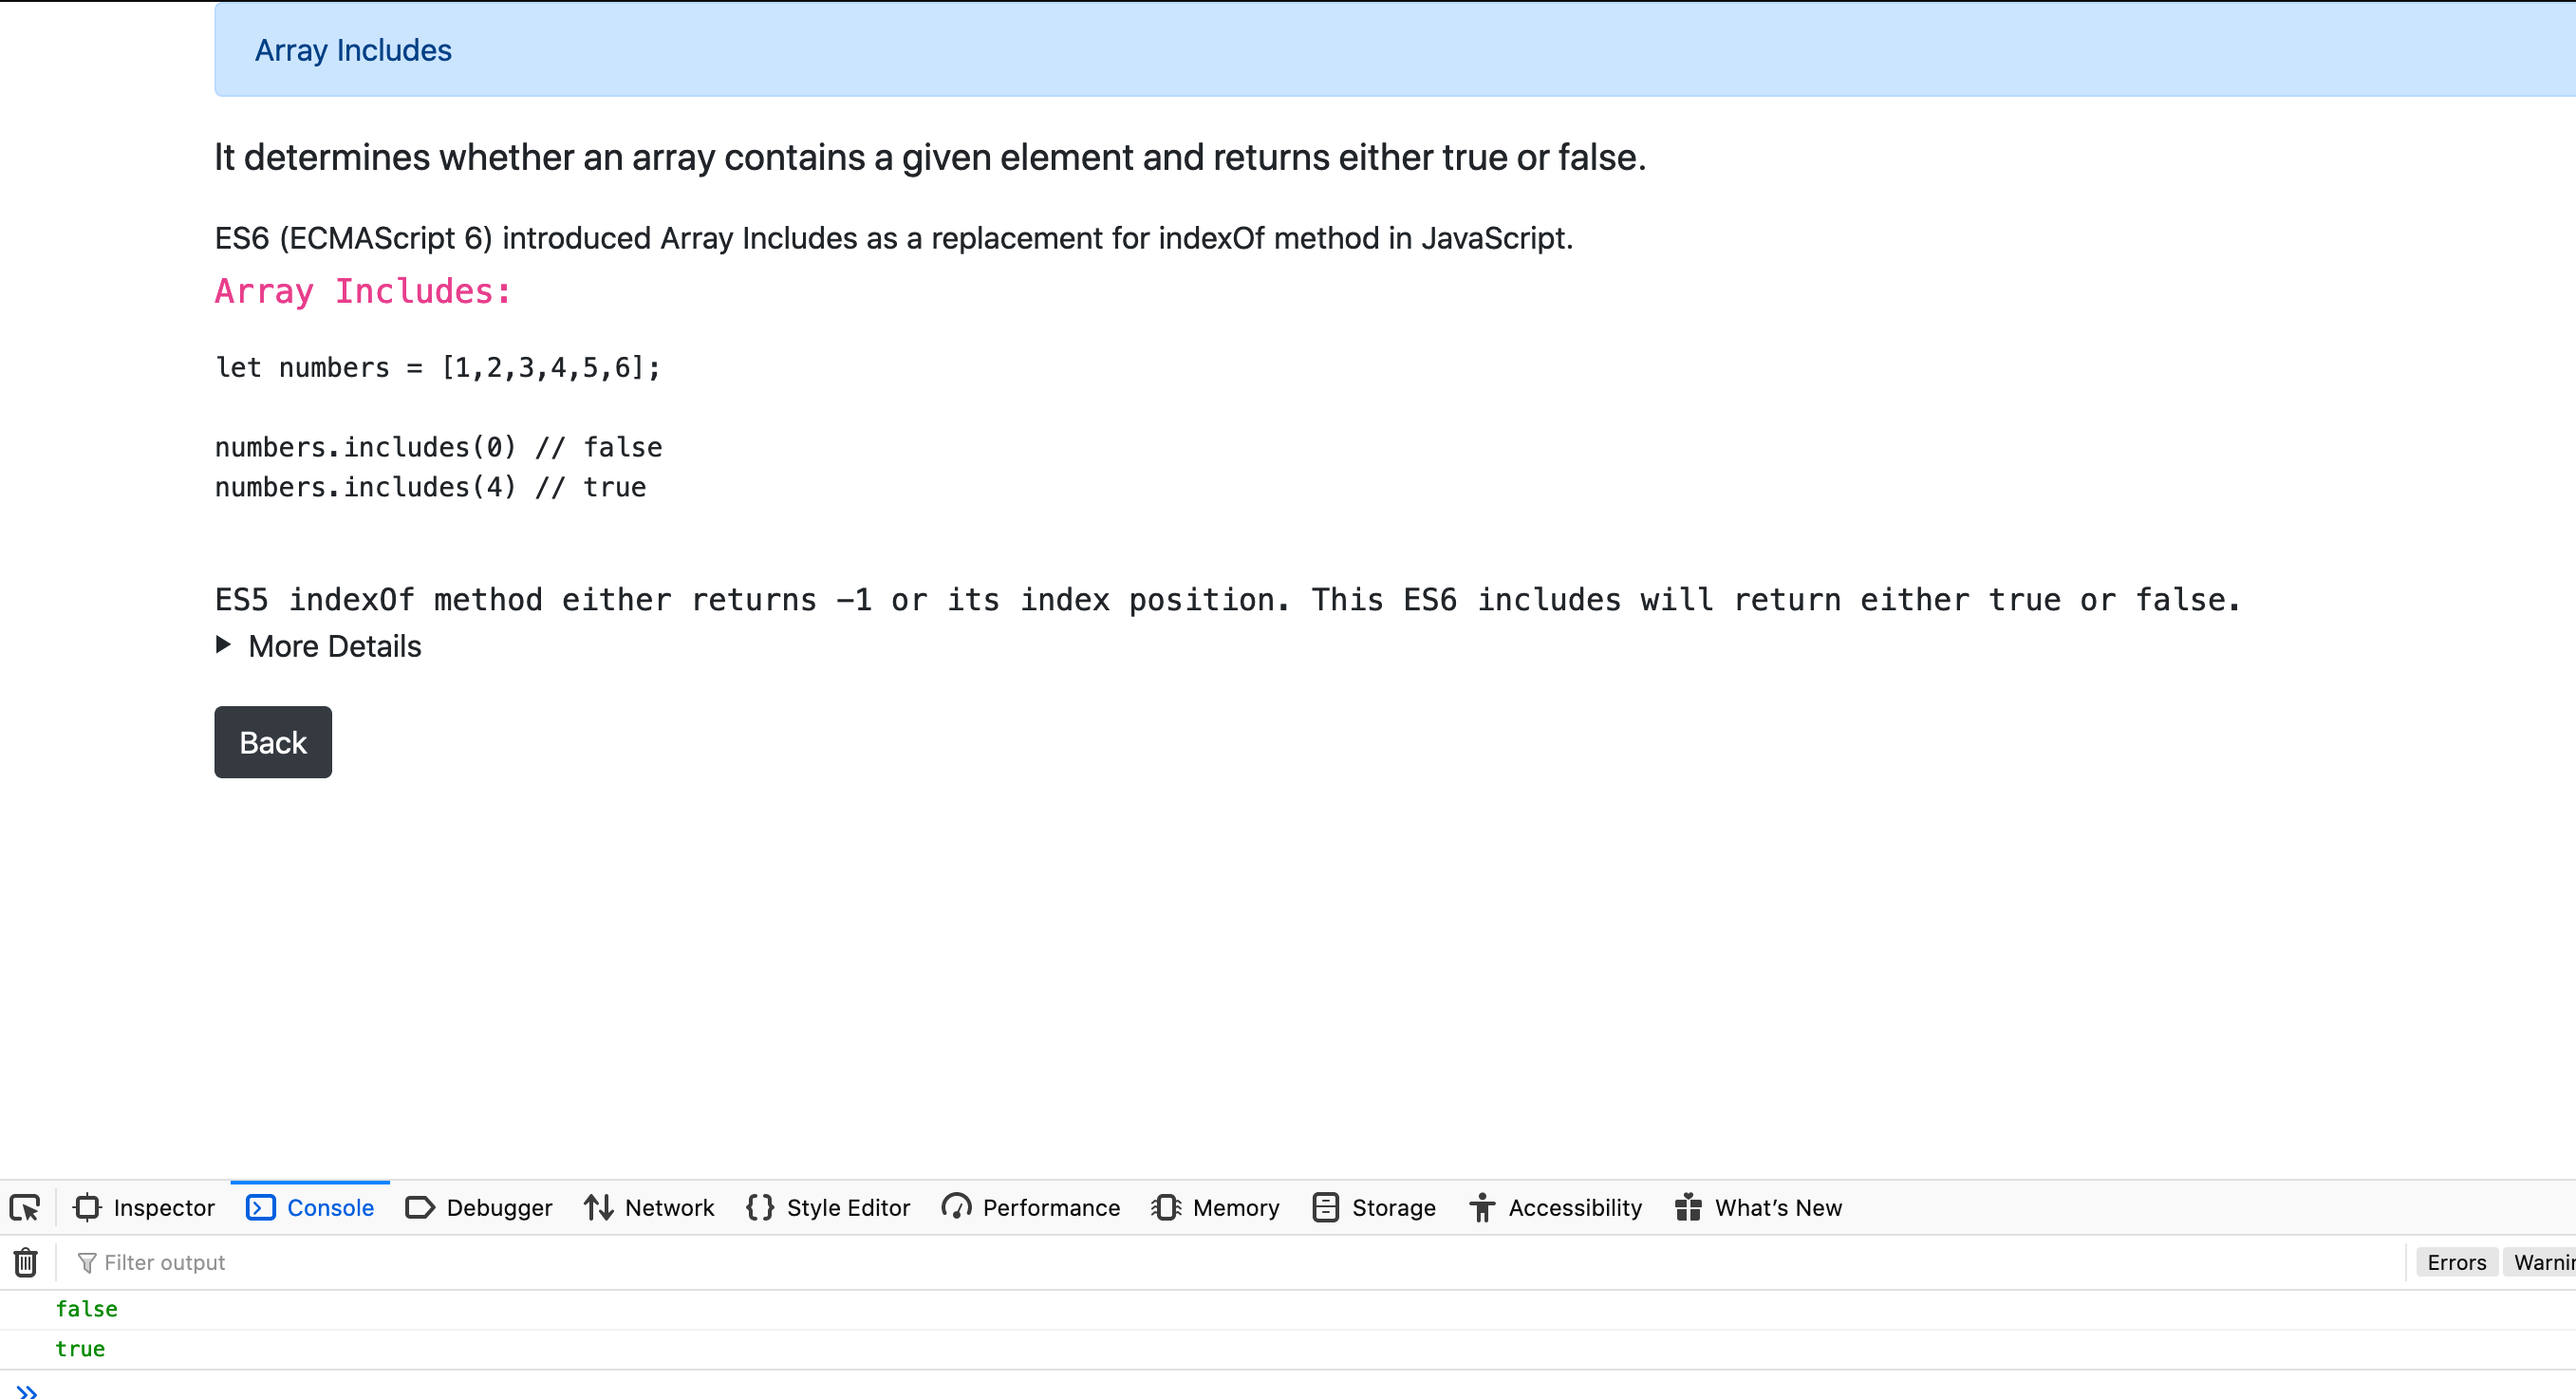 Array Includes
It determines whether an array contains a given element and returns either true or false.
ES6 (ECMAScript 6) introduced Array Includes as a replacement for indexOf method in JavaScript.
Array Includes:
let numbers = [1,2,3,4,5,6];
numbers.includes(0) // false
numbers.includes(4) // true
ES5 indexOf method either returns -1 or its index position. This ES6 includes will return either true or false.
More Details
Back
Inspector Console Debugger Network Style Editor Performance Memory Storage Accessibility What's New
Filter output Errors
false
true